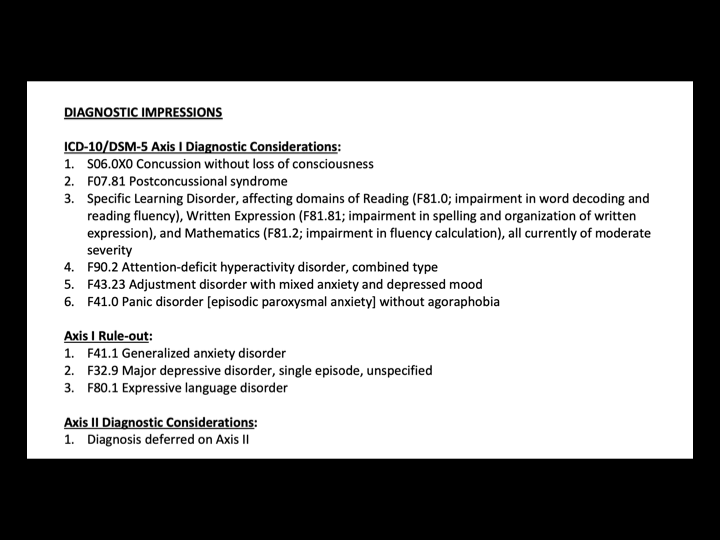 DIAGNOSTIC IMPRESSIONS
ICD-10/DSM-5 Axis I Diagnostic Considerations:
1. S06.0X0 Concussion without loss of consciousness
2. F07.81 Postconcussional syndrome
3. Specific Learning Disorder, affecting domains of Reading (F81.0; impairment in word decoding and
reading fluency), Written Expression (F81.81; impairment in spelling and organization of written
expression), and Mathematics (F81.2; impairment in fluency calculation), all currently of moderate
severity
4. F90.2 Attention-deficit hyperactivity disorder, combined type
5. F43.23 Adjustment disorder with mixed anxiety and depressed mood
6. F41.0 Panic disorder [episodic paroxysmal anxiety] without agoraphobia
Axis I Rule-out:
1. F41.1 Generalized anxiety disorder
2. F32.9 Major depressive disorder, single episode, unspecified
3. F80.1 Expressive language disorder
Axis II Diagnostic Considerations:
1. Diagnosis deferred on Axis II